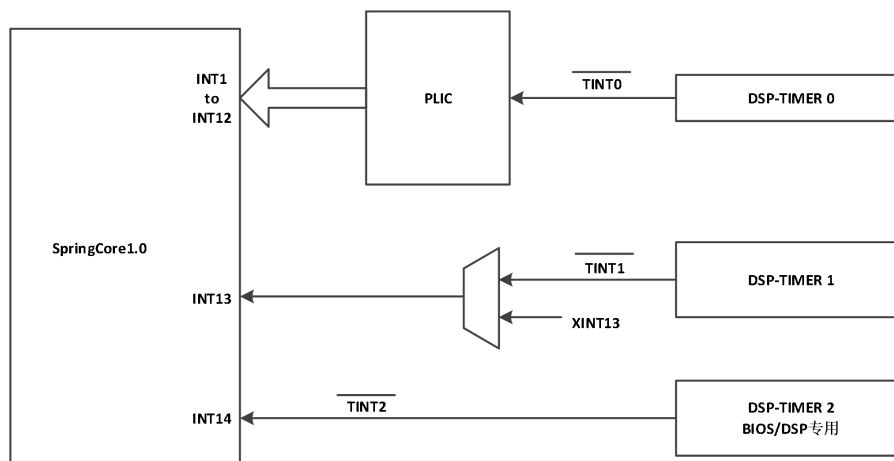 INT1
to
INT12
PLIC
TINT0
DSP-TIMER 0
SpringCore1.0
TINT1
DSP-TIMER 1
INT13
XINT13
TINT2
INT14
DSP-TIMER 2
BIOS/DSP专用